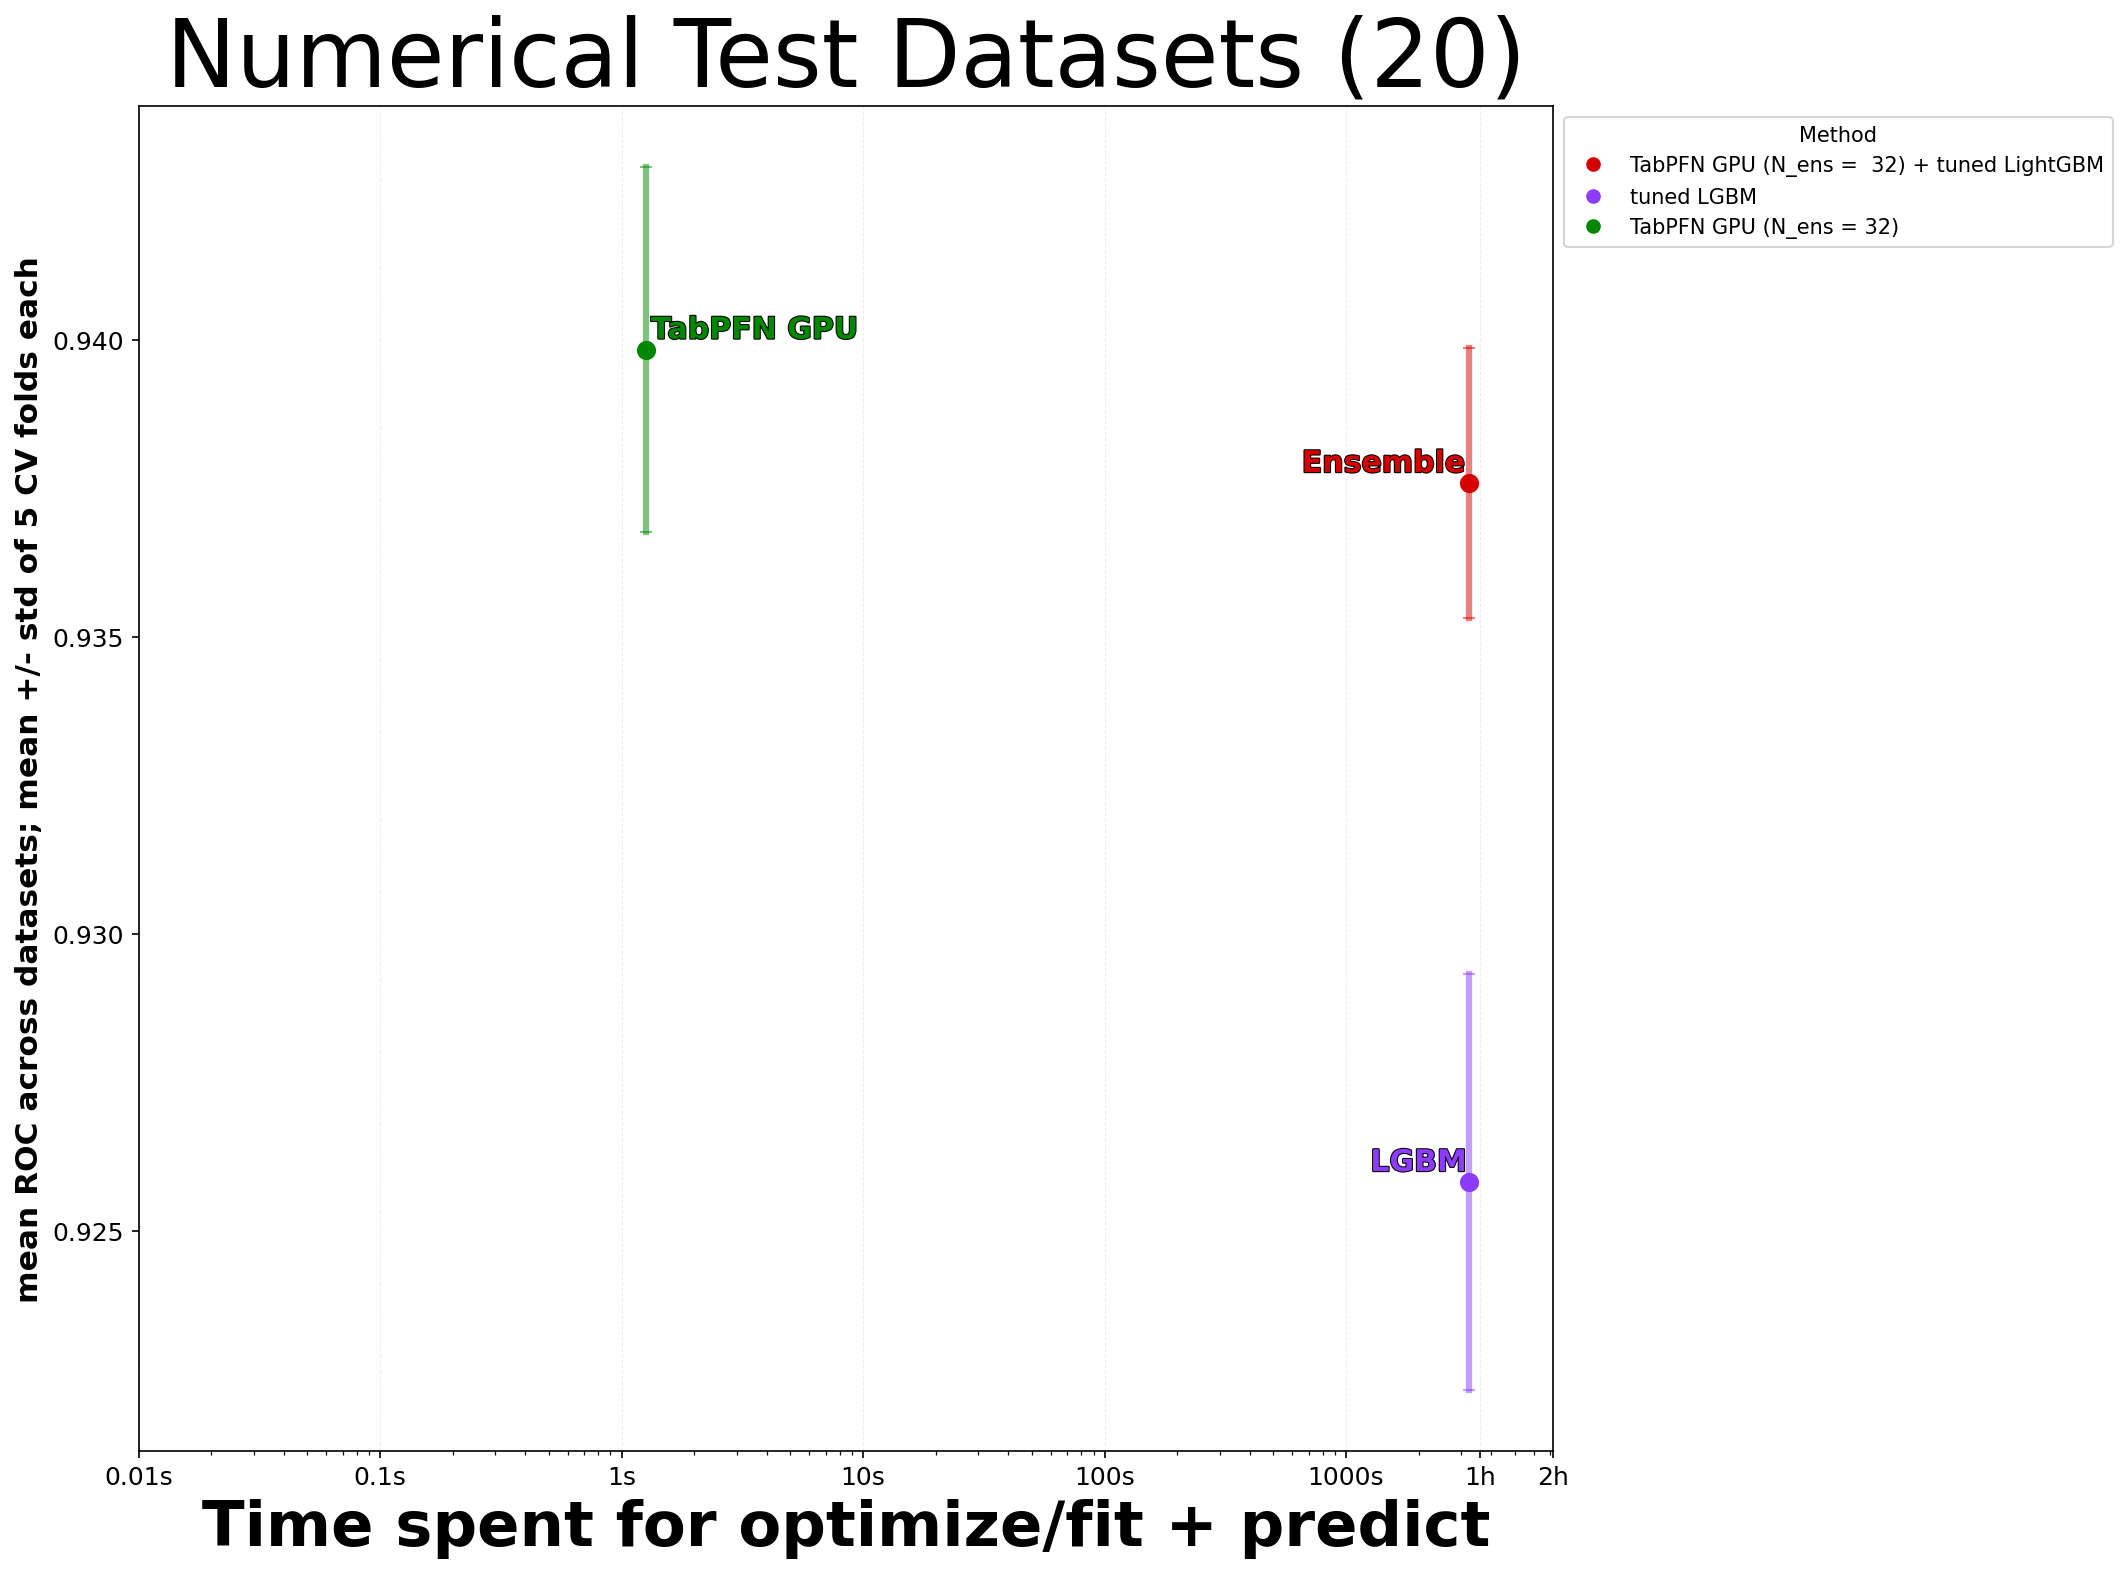 Numerical Test Datasets (20)
Method
TabPFN GPU (N_ens =  32) + tuned LightGBM
tuned LGBM
TabPFN GPU (N_ens = 32)
mean ROC across datasets; mean +/- std of 5 CV folds each
0.940
0.935
0.930
0.925
TabPFN GPU
Ensemble
LGBM
0.01s
0.1s
1s
10s
100s
1000s
1h
2h
Time spent for optimize/fit + predict